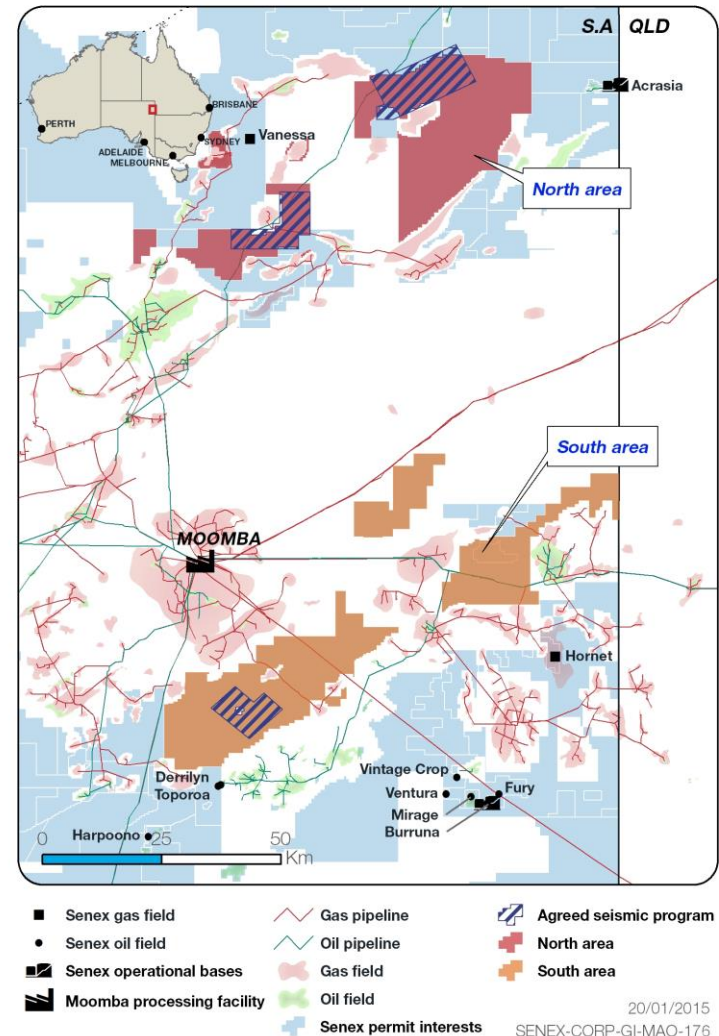 S.A QLD
Acrasia
BRISBANE
PERTH
Vanessa
SYDNEY
ADELAIDE
MELBOURNE
North area
South area
MOOMBA
Hornet
Derrilyn
Toporoa
Vintage Crop
Ventura
Fury
Mirage
Burruna
Harpoono
0 25 50
Km
Senex gas field
Senex oil field
Senex operational bases
Moomba processing facility
Gas pipeline
Oil pipeline
Gas field
Oil field
Senex permit interests
Agreed seismic program
North area
South area
20/01/2015
SENEX-CORP-GI-MAO-176